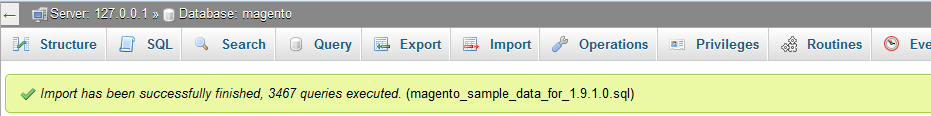 ← Server: 127.0.0.1 » Database: magento
Structure SQL Search Query Export Import Operations Privileges Routines Eve
Import has been successfully finished, 3467 queries executed. (magento_sample_data_for_1.9.1.0.sql)